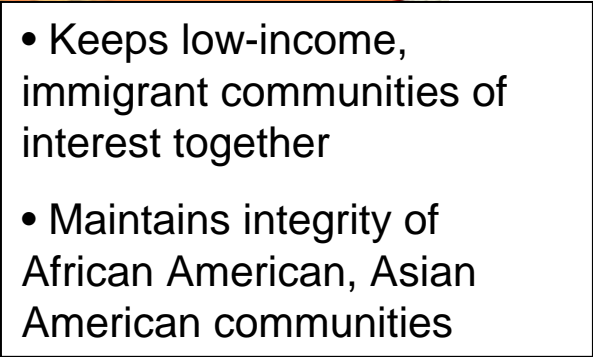 • Keeps low-income,
immigrant communities of
interest together
• Maintains integrity of
African American, Asian
American communities